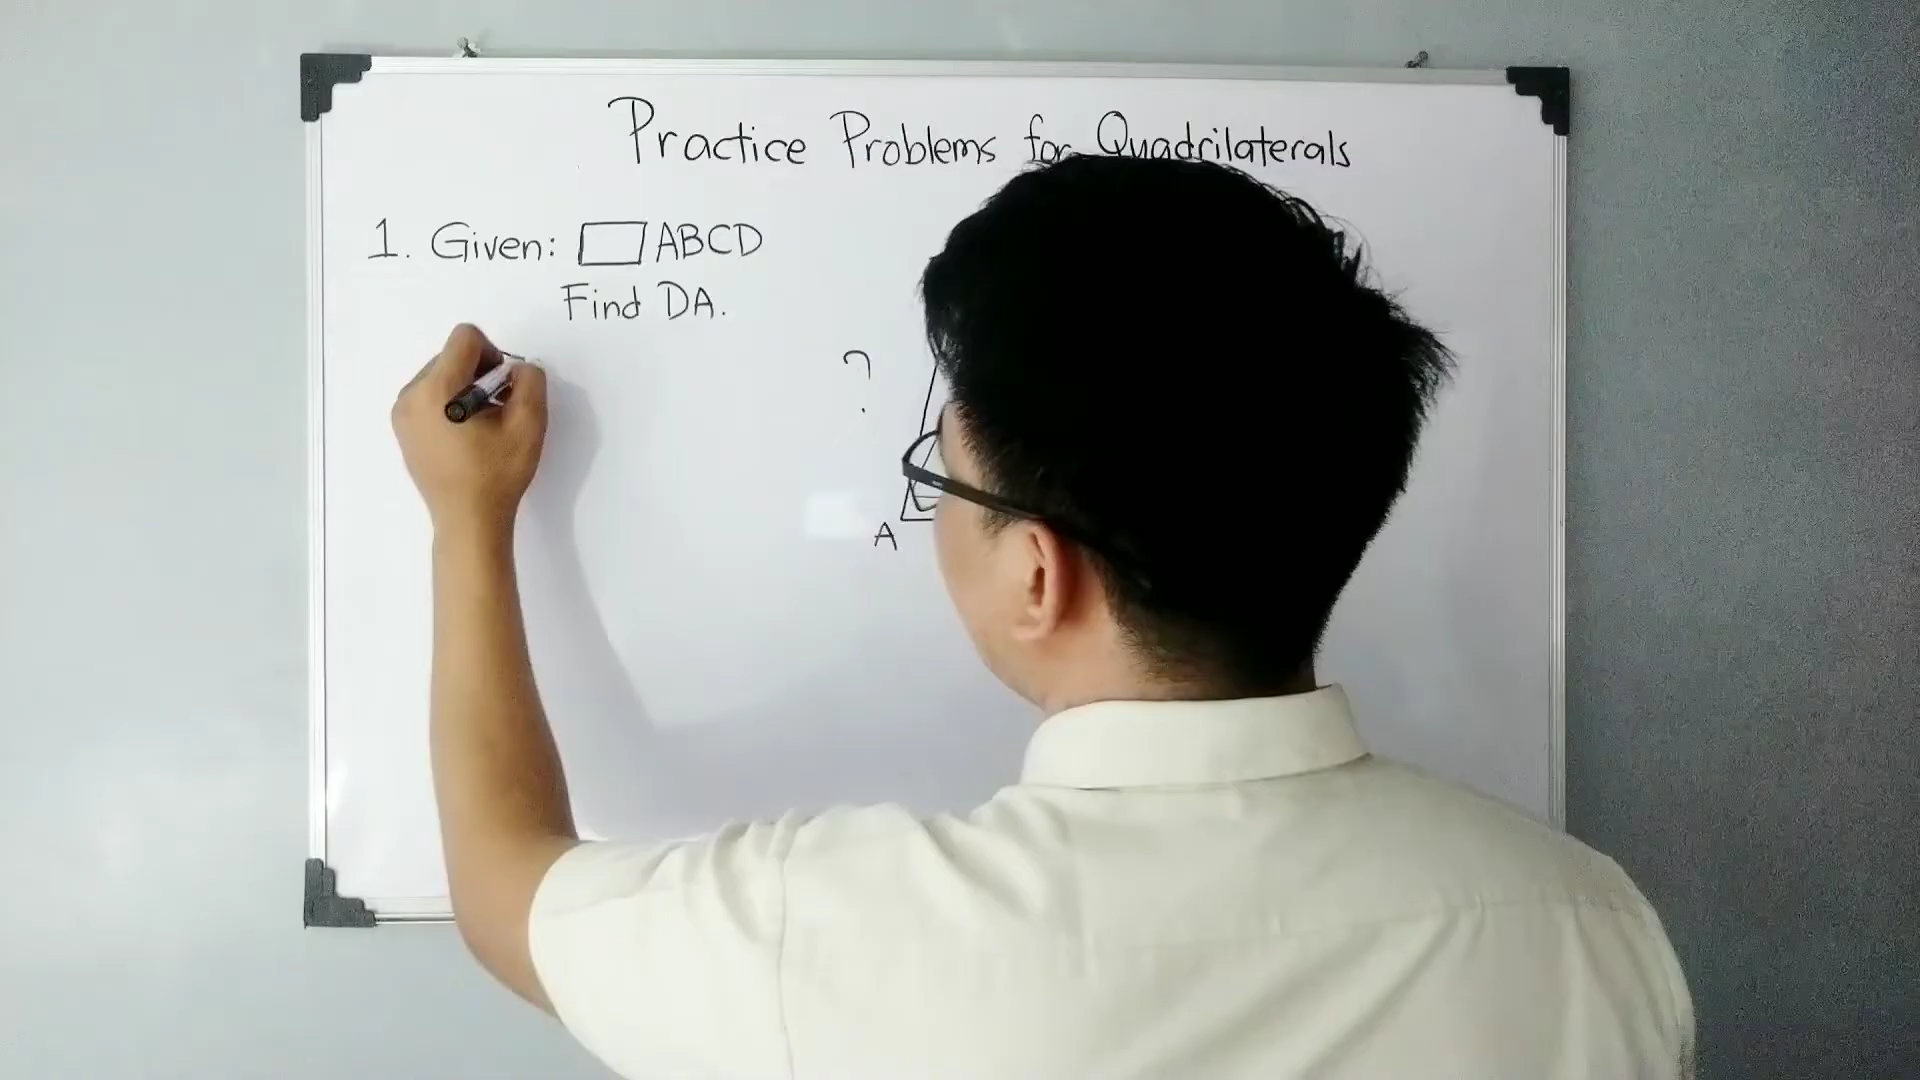 Practice Problems for Quadrilaterals
1. Given: ▱ABCD
Find DA.
?
A